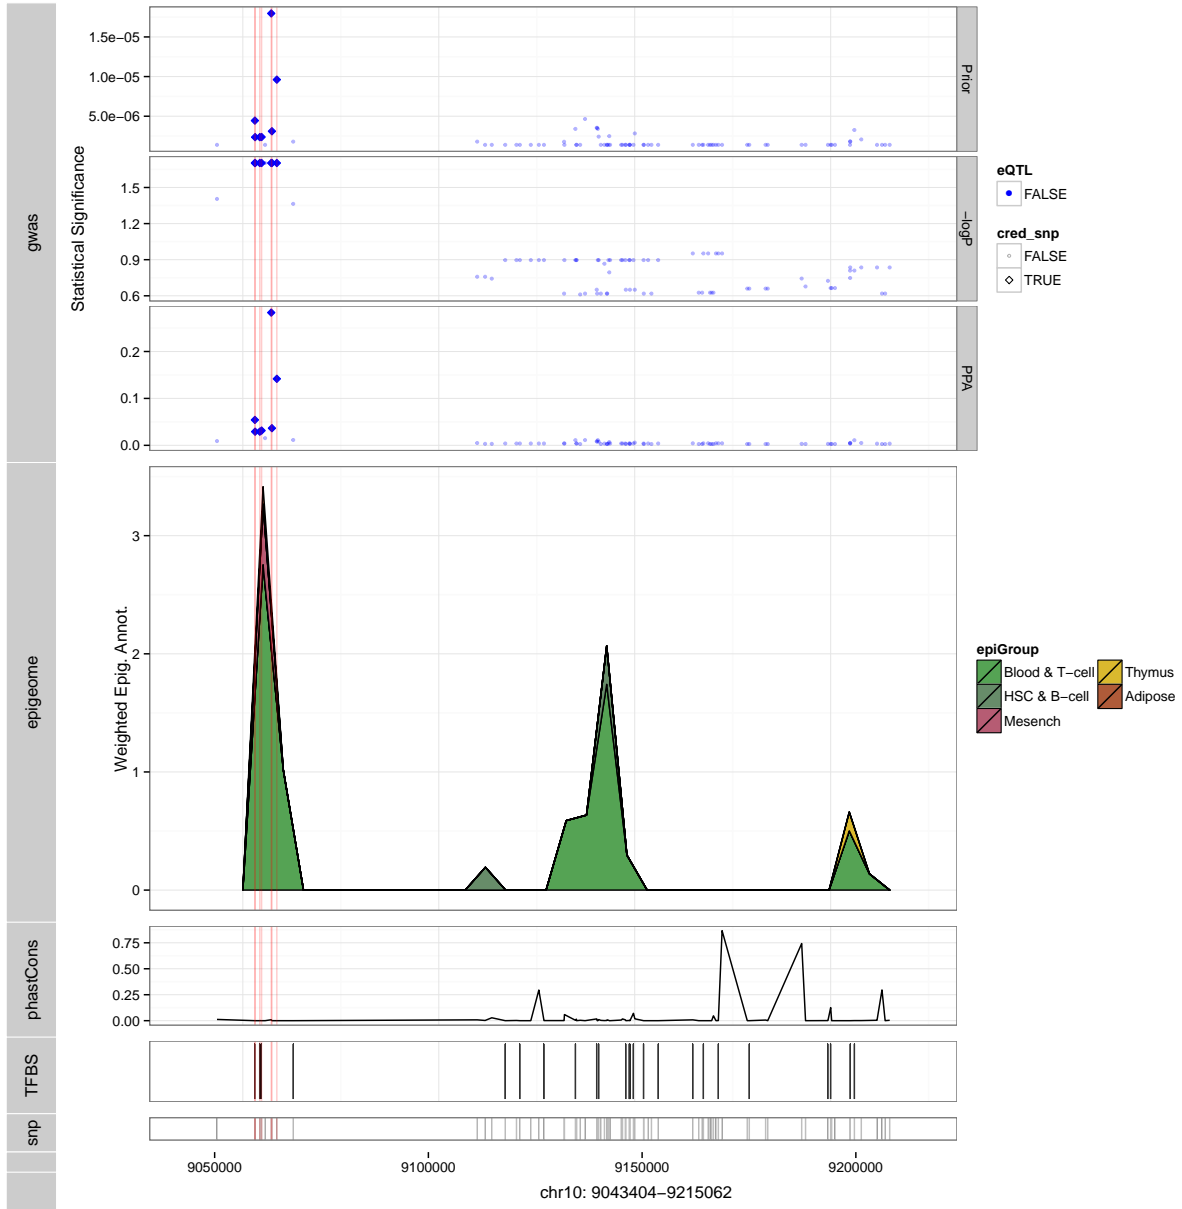 gwas
Statistical Significance
1.5e−05
1.0e−05
5.0e−06
Prior
1.5
1.2
0.9
0.6
−logP
0.2
0.1
0.0
PPA
eQTL
FALSE
cred_snp
FALSE
TRUE
epigeome
Weighted Epig. Annot.
3
2
1
0
epiGroup
Blood & T−cell
Thymus
HSC & B−cell
Adipose
Mesench
phastCons
0.75
0.50
0.25
0.00
TFBS
snp
9050000
9100000
9150000
9200000
chr10: 9043404−9215062